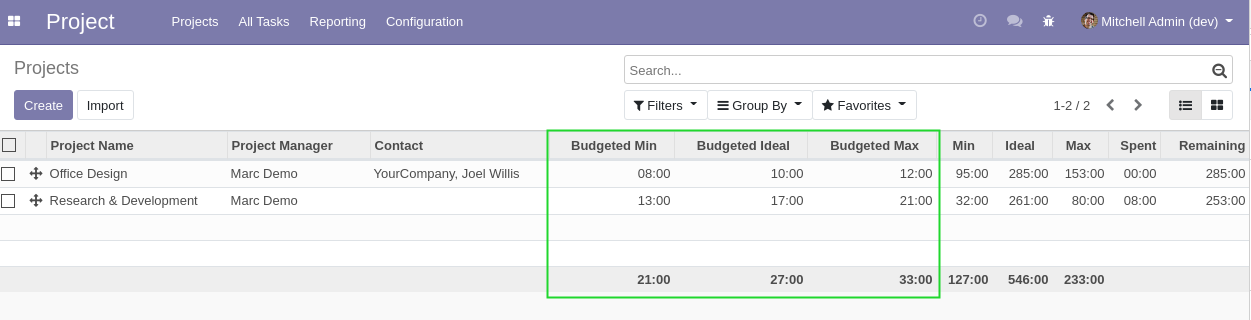 Project Projects All Tasks Reporting Configuration Mitchell Admin (dev)
Projects
Search...
Create Import Filters Group By Favorites 1-2 / 2
Project Name Project Manager Contact Budgeted Min Budgeted Ideal Budgeted Max Min Ideal Max Spent Remaining
Office Design Marc Demo YourCompany, Joel Willis 08:00 10:00 12:00 95:00 285:00 153:00 00:00 285:00
Research & Development Marc Demo 13:00 17:00 21:00 32:00 261:00 80:00 08:00 253:00
21:00 27:00 33:00 127:00 546:00 233:00